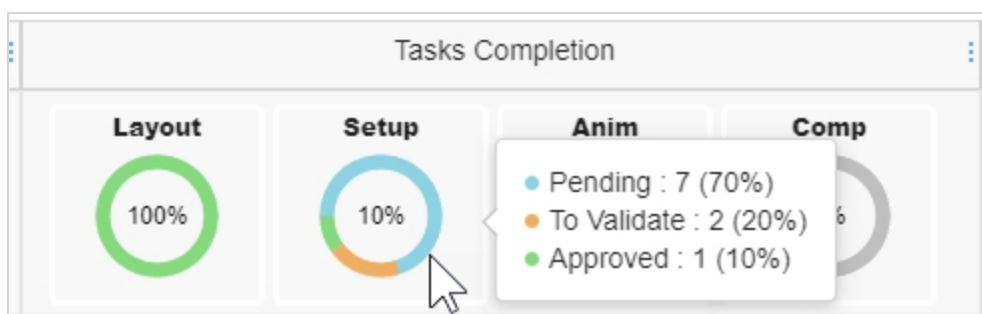 Tasks Completion
Layout Setup Anim Comp
100% 10% %
Pending : 7 (70%)
To Validate : 2 (20%)
Approved : 1 (10%)